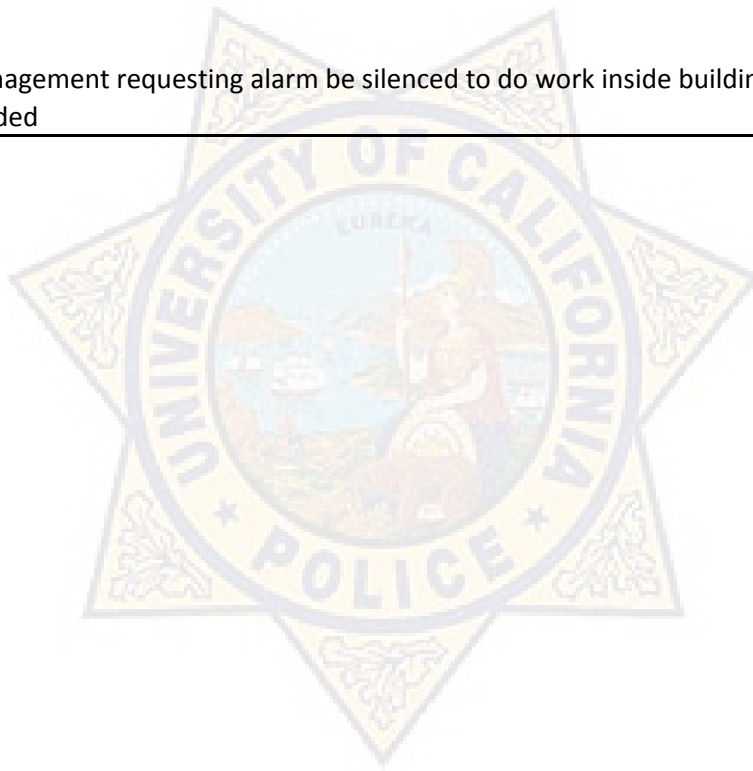 nagement requesting alarm be silenced to do work inside buildin
ded
UNIVERSITY OF CALIFORNIA
EUREKA
POLICE